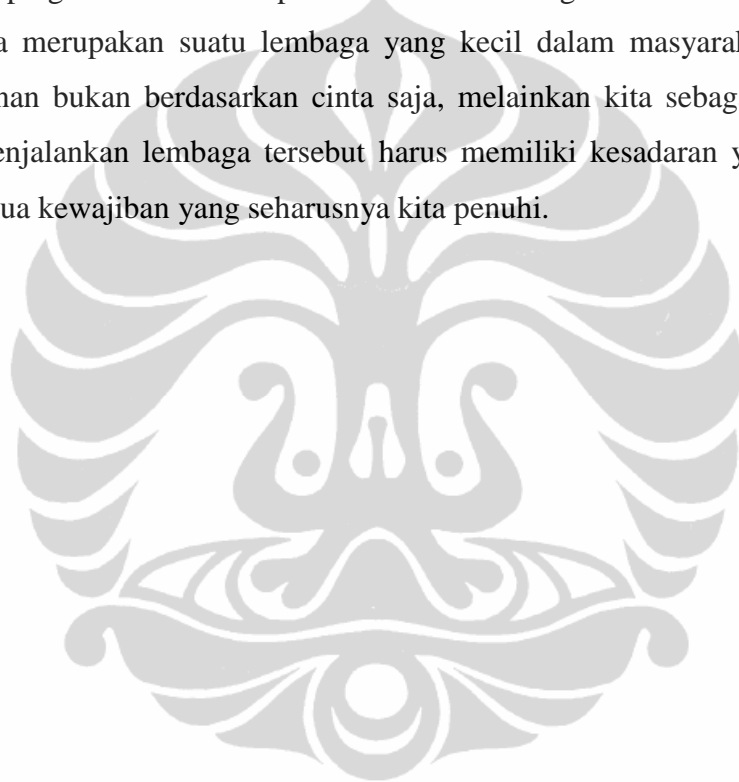 a merupakan suatu lembaga yang kecil dalam masyarak
nan bukan berdasarkan cinta saja, melainkan kita sebag
enjalankan lembaga tersebut harus memiliki kesadaran y
ua kewajiban yang seharusnya kita penuhi.